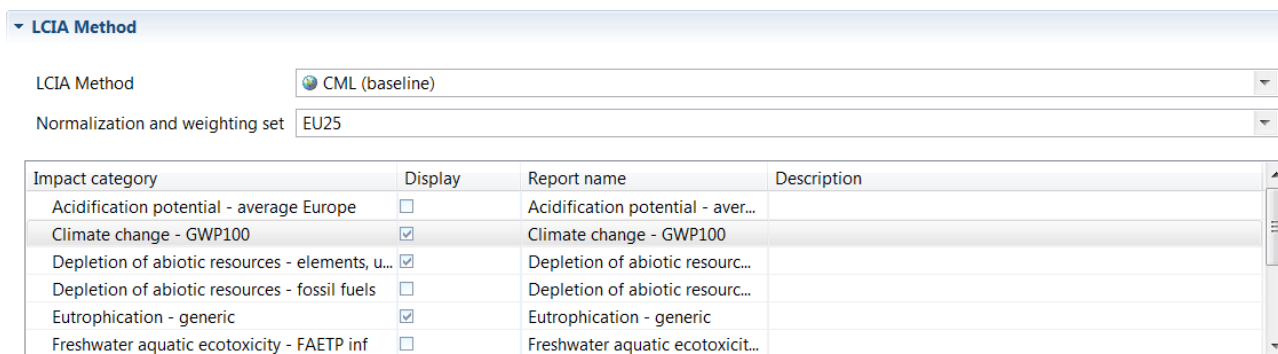 LCIA Method
LCIA Method CML (baseline)
Normalization and weighting set EU25
Impact category Display Report name Description
Acidification potential - average Europe Acidification potential - aver...
Climate change - GWP100 Climate change - GWP100
Depletion of abiotic resources - elements, u... Depletion of abiotic resourc...
Depletion of abiotic resources - fossil fuels Depletion of abiotic resourc...
Eutrophication - generic Eutrophication - generic
Freshwater aquatic ecotoxicity - FAETP inf Freshwater aquatic ecotoxicit...